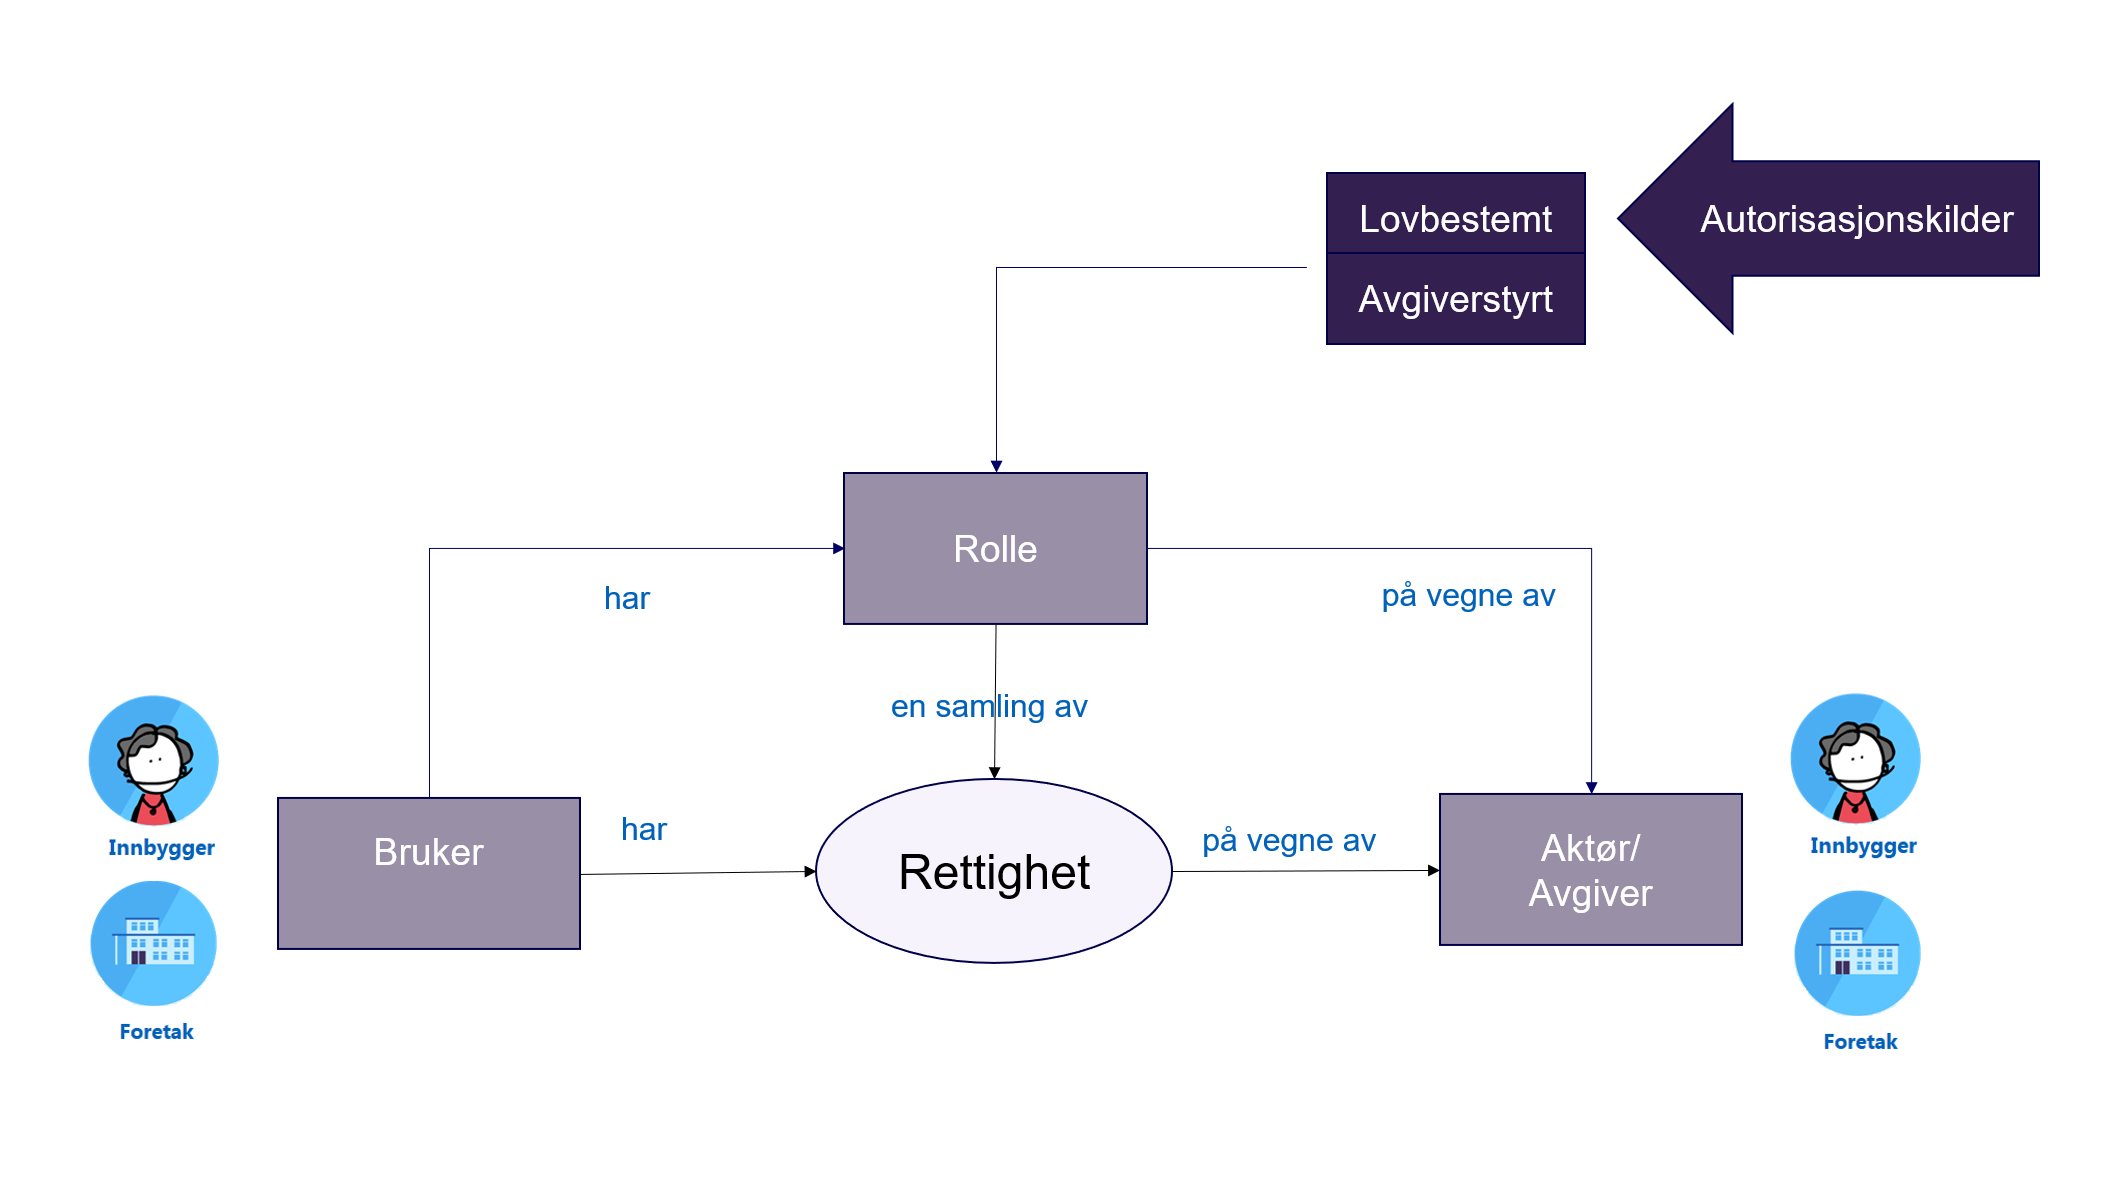 Lovbestemt
Autorisasjonskilder
Avgiverstyrt
Rolle
har
på vegne av
en samling av
Innbygger
Bruker
har
Rettighet
på vegne av
Aktør/
Avgiver
Innbygger
Foretak
Foretak